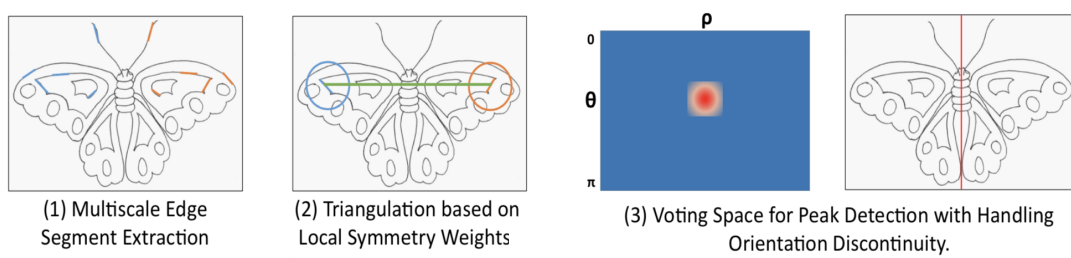 ρ
0
θ
π
(1) Multiscale Edge
Segment Extraction
(2) Triangulation based on
Local Symmetry Weights
(3) Voting Space for Peak Detection with Handling
Orientation Discontinuity.